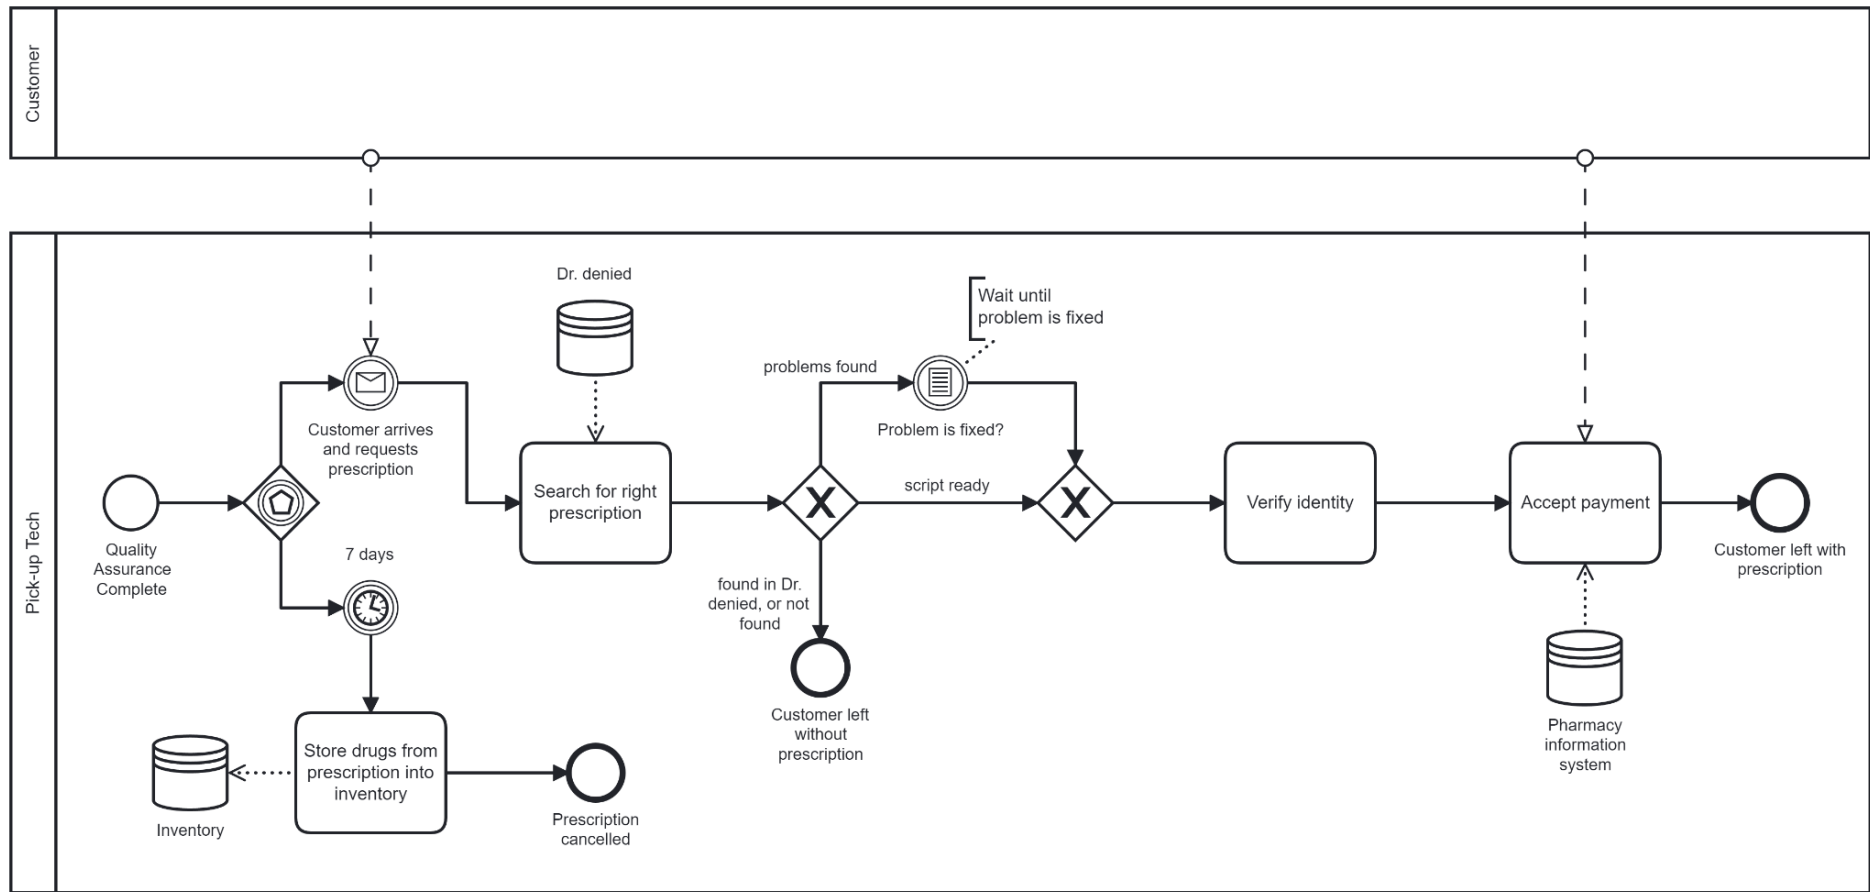 Customer
Pick-up Tech
Dr. denied
Wait until
problem is fixed
problems found
Customer arrives
and requests
prescription
Problem is fixed?
Search for right
prescription
script ready
Verify identity
Accept payment
Quality
Assurance
Complete
7 days
Customer left with
prescription
found in Dr.
denied, or not
found
Customer left
without
prescription
Pharmacy
information
system
Store drugs from
prescription into
inventory
Inventory
Prescription
cancelled